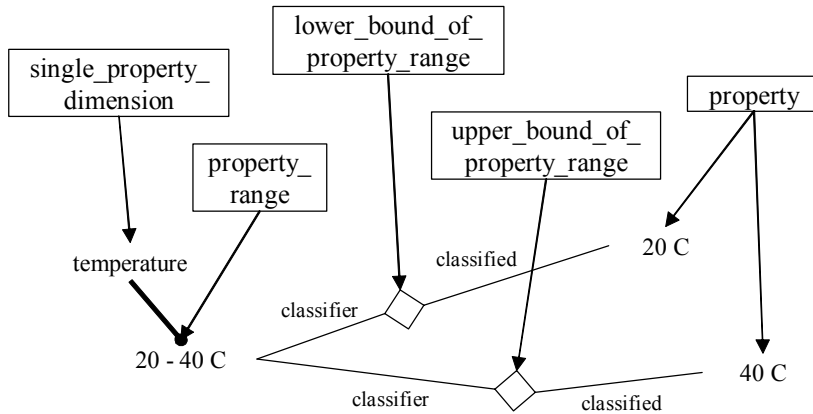 lower_bound_of_
property_range
single_property_
dimension
property
upper_bound_of_
property_range
property_
range
20 C
temperature
classified
classifier
20 - 40 C
40 C
classifier
classified